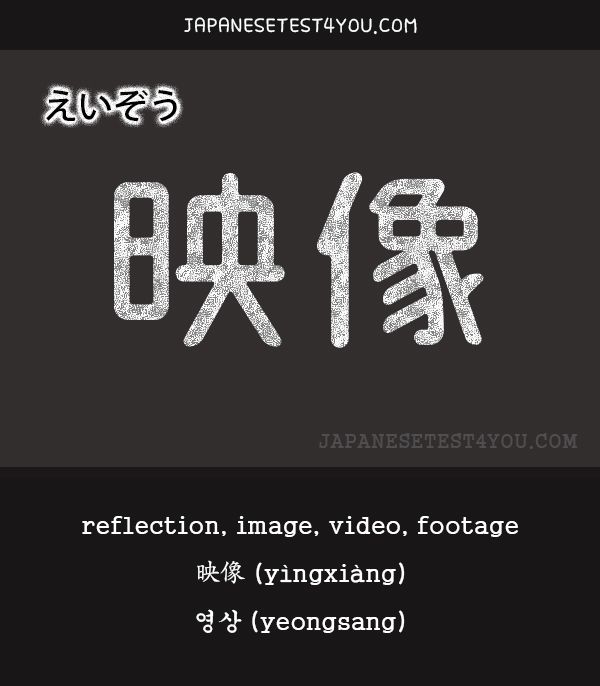 JAPANESETEST4YOU.COM
えいぞう
映像
JAPANESETEST4YOU.COM
reflection, image, video, footage
映像 (yìngxiàng)
영상 (yeongsang)